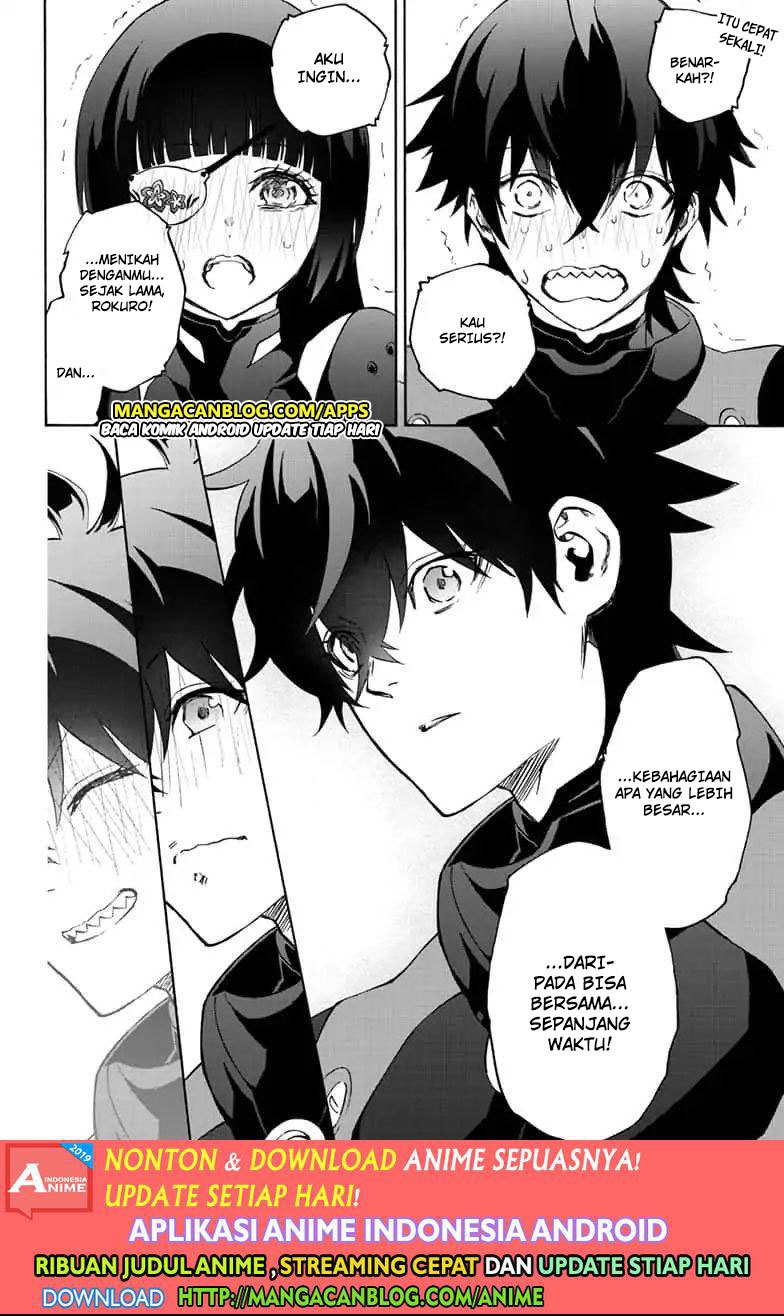 ITU CEPAT
SEKALI!
BENAR-
KAH?!
KAU
SERIUS?!
AKU
INGIN...
...MENIKAH
DENGANMU...
SEJAK LAMA,
ROKURO!
DAN...
MANGACANBLOG.COM/APPS
BACA KOMIK ANDROID UPDATE TIAP HARI
...KEBAHAGIAAN
APA YANG LEBIH
BESAR...
...DARI-
PADA BISA
BERSAMA...
SEPANJANG
WAKTU!
2019
INDONESIA
ANIME
NONTON & DOWNLOAD ANIME SEPUASNYA!
UPDATE SETIAP HARI!
APLIKASI ANIME INDONESIA ANDROID
RIBUAN JUDUL ANIME , STREAMING CEPAT DAN UPDATE STIAP HARI
DOWNLOAD HTTP://MANGACANBLOG.COM/ANIME